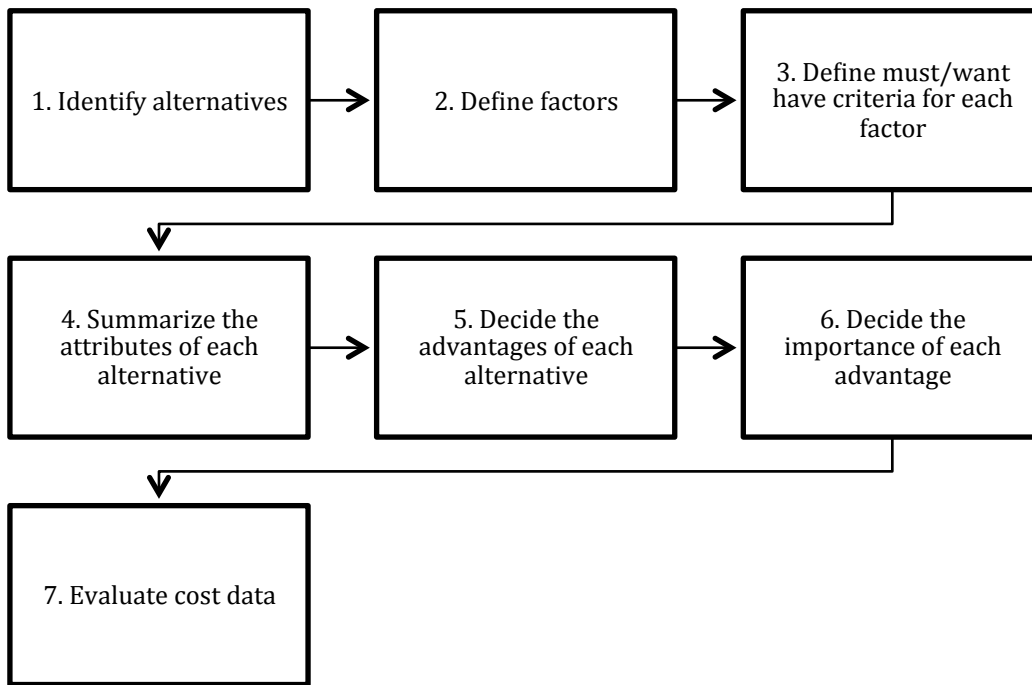 1. Identify alternatives
2. Define factors
3. Define must/want
have criteria for each
factor
4. Summarize the
attributes of each
alternative
5. Decide the
advantages of each
alternative
6. Decide the
importance of each
advantage
7. Evaluate cost data